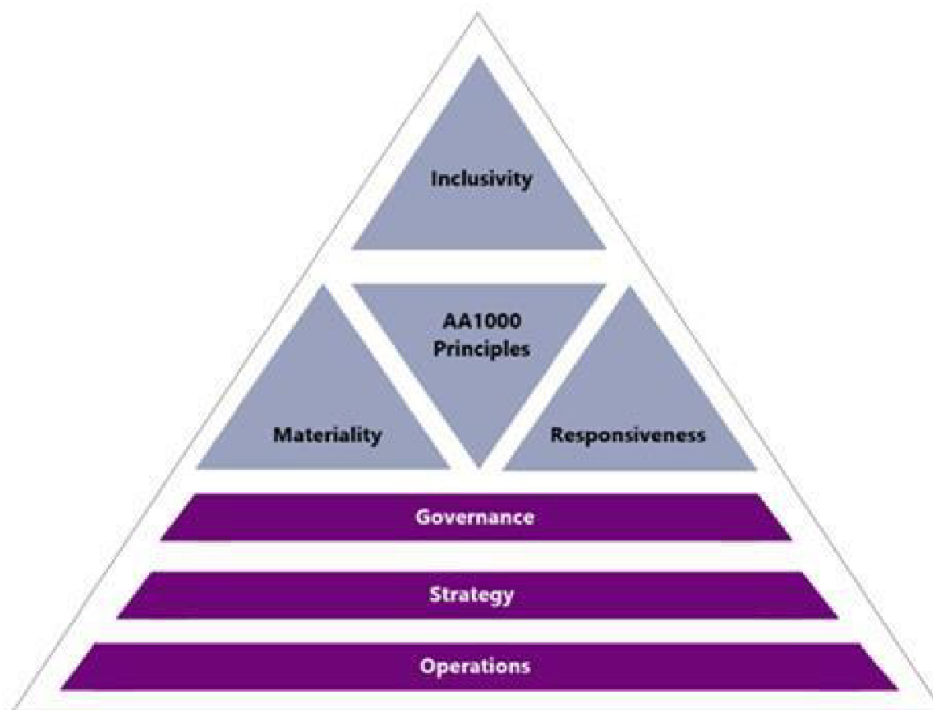 Inclusivity
AA1000
Principles
Materiality
Responsiveness
Governance
Strategy
Operations